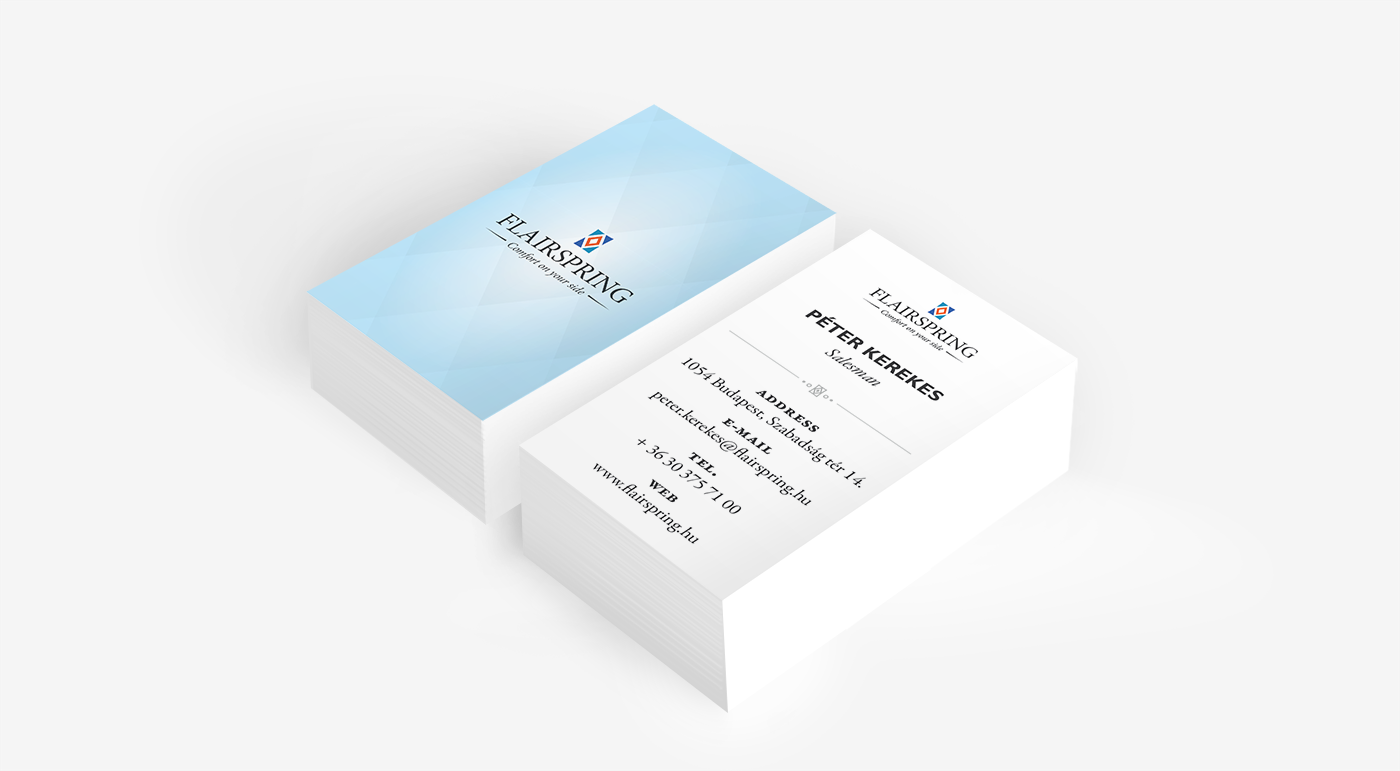 FLAIRSPRING
Comfort on your side
FLAIRSPRING
Comfort on your side
PÉTER KEREKES
Salesman
ADDRESS
1054 Budapest, Szabadság tér 14.
E-MAIL
peter.kerekes@flairspring.hu
TEL.
+ 36 30 375 71 00
WEB
www.flairspring.hu